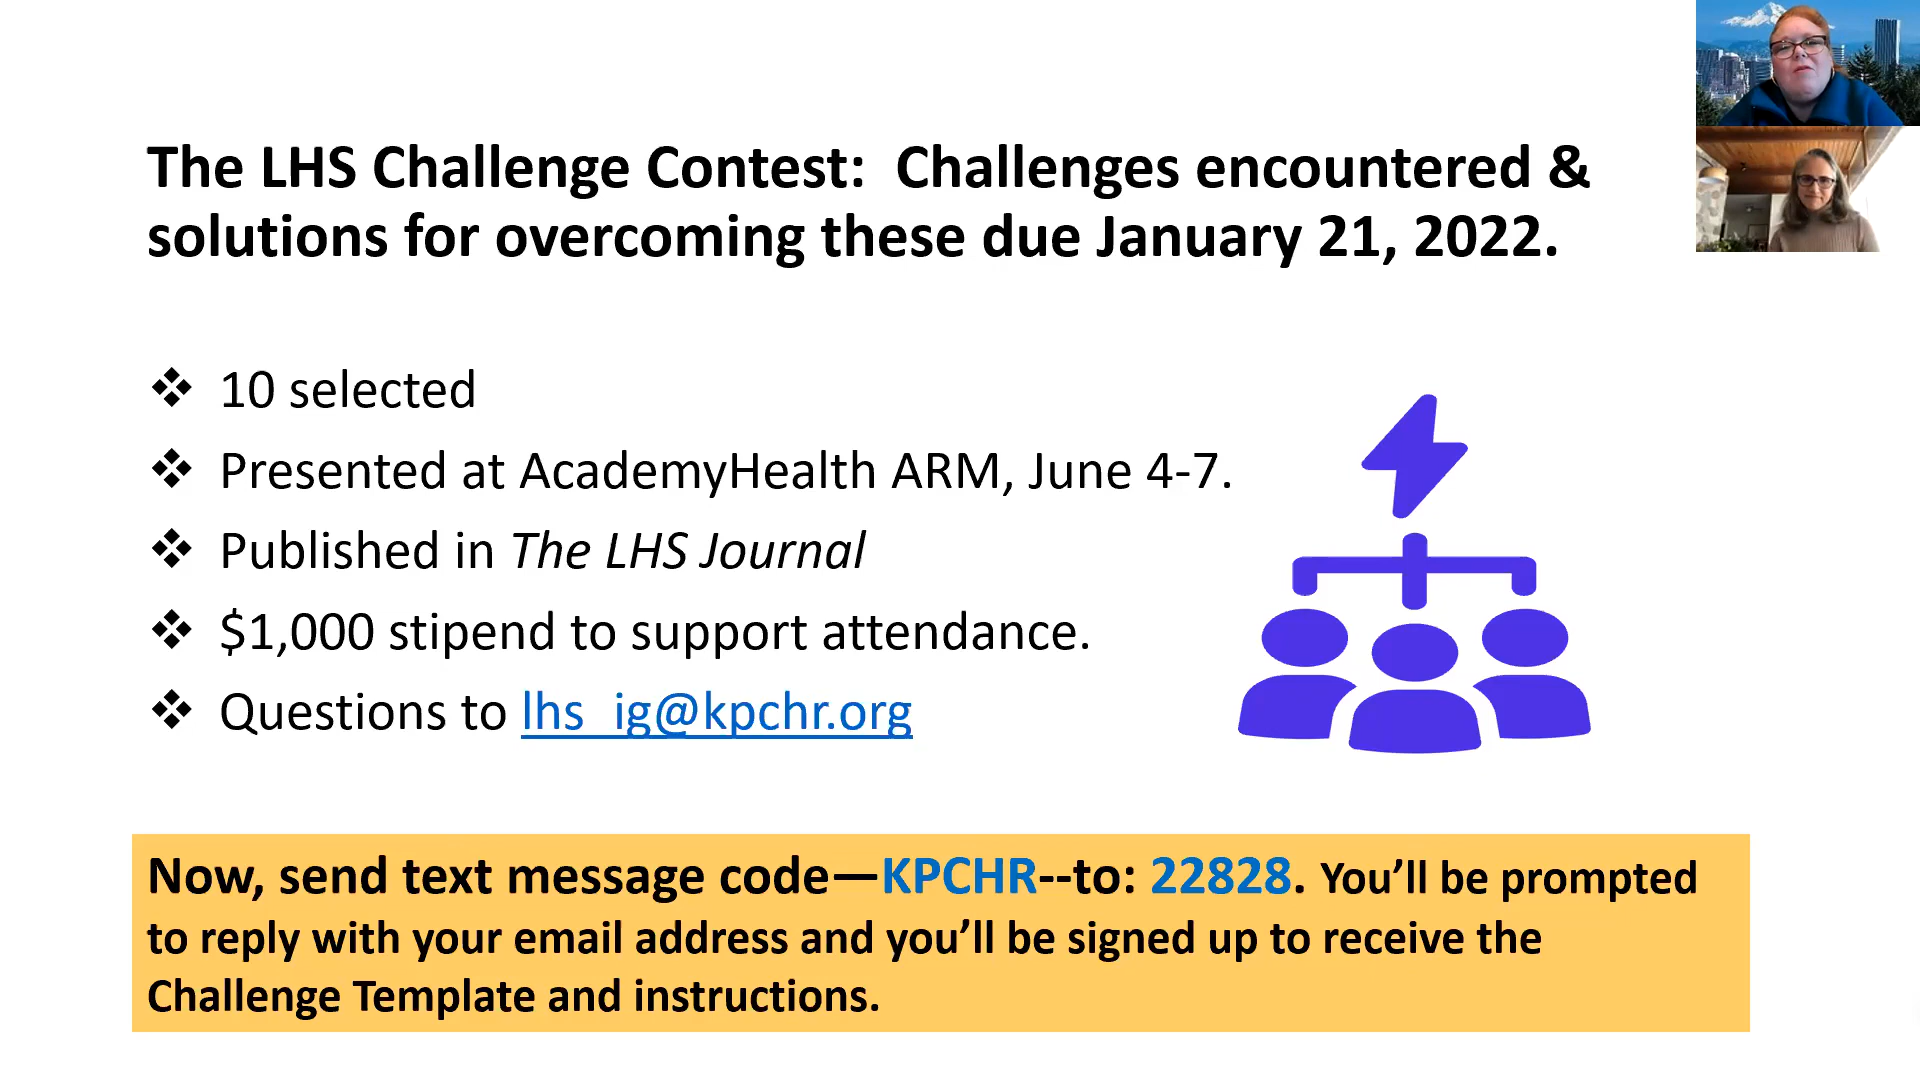 The LHS Challenge Contest:  Challenges encountered &
solutions for overcoming these due January 21, 2022.
❖ 10 selected
❖ Presented at AcademyHealth ARM, June 4-7.
❖ Published in The LHS Journal
❖ $1,000 stipend to support attendance.
❖ Questions to lhs_ig@kpchr.org
Now, send text message code—KPCHR--to: 22828. You’ll be prompted
to reply with your email address and you’ll be signed up to receive the
Challenge Template and instructions.